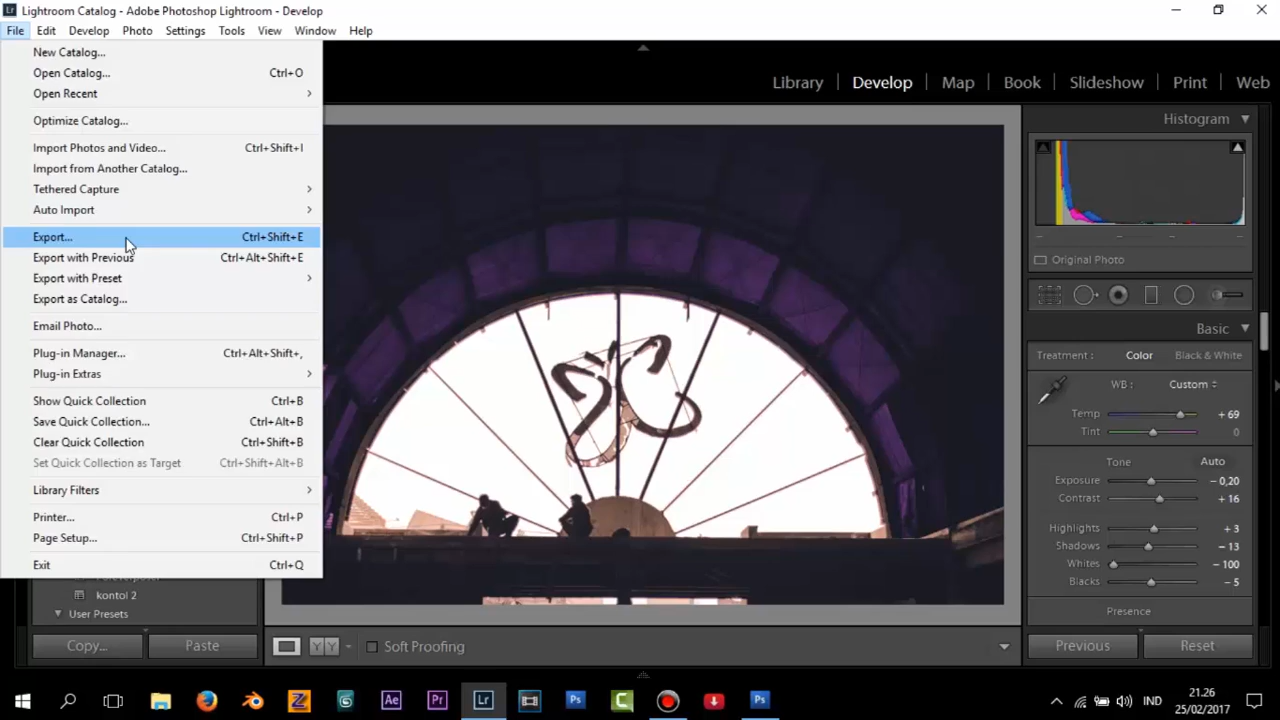 Lr Lightroom Catalog - Adobe Photoshop Lightroom - Develop
File Edit Develop Photo Settings Tools View Window Help
New Catalog...
Open Catalog... Ctrl+O
Open Recent
Optimize Catalog...
Import Photos and Video... Ctrl+Shift+I
Import from Another Catalog...
Tethered Capture
Auto Import
Export... Ctrl+Shift+E
Export with Previous Ctrl+Alt+Shift+E
Export with Preset
Export as Catalog...
Email Photo...
Plug-in Manager... Ctrl+Alt+Shift+,
Plug-in Extras
Show Quick Collection Ctrl+B
Save Quick Collection... Ctrl+Alt+B
Clear Quick Collection Ctrl+Shift+B
Set Quick Collection as Target Ctrl+Shift+Alt+B
Library Filters
Printer... Ctrl+P
Page Setup... Ctrl+Shift+P
Exit Ctrl+Q
kontol 2
User Presets
Copy... Paste
Library Develop Map Book Slideshow Print Web
Histogram
Original Photo
Basic
Treatment : Color Black & White
WB : Custom
Temp + 69
Tint 0
Tone Auto
Exposure – 0,20
Contrast + 16
Highlights + 3
Shadows – 13
Whites – 100
Blacks – 5
Presence
YY Soft Proofing
Previous Reset
Z Ae Pr Lr Ps C Ps
IND
21.26
25/02/2017